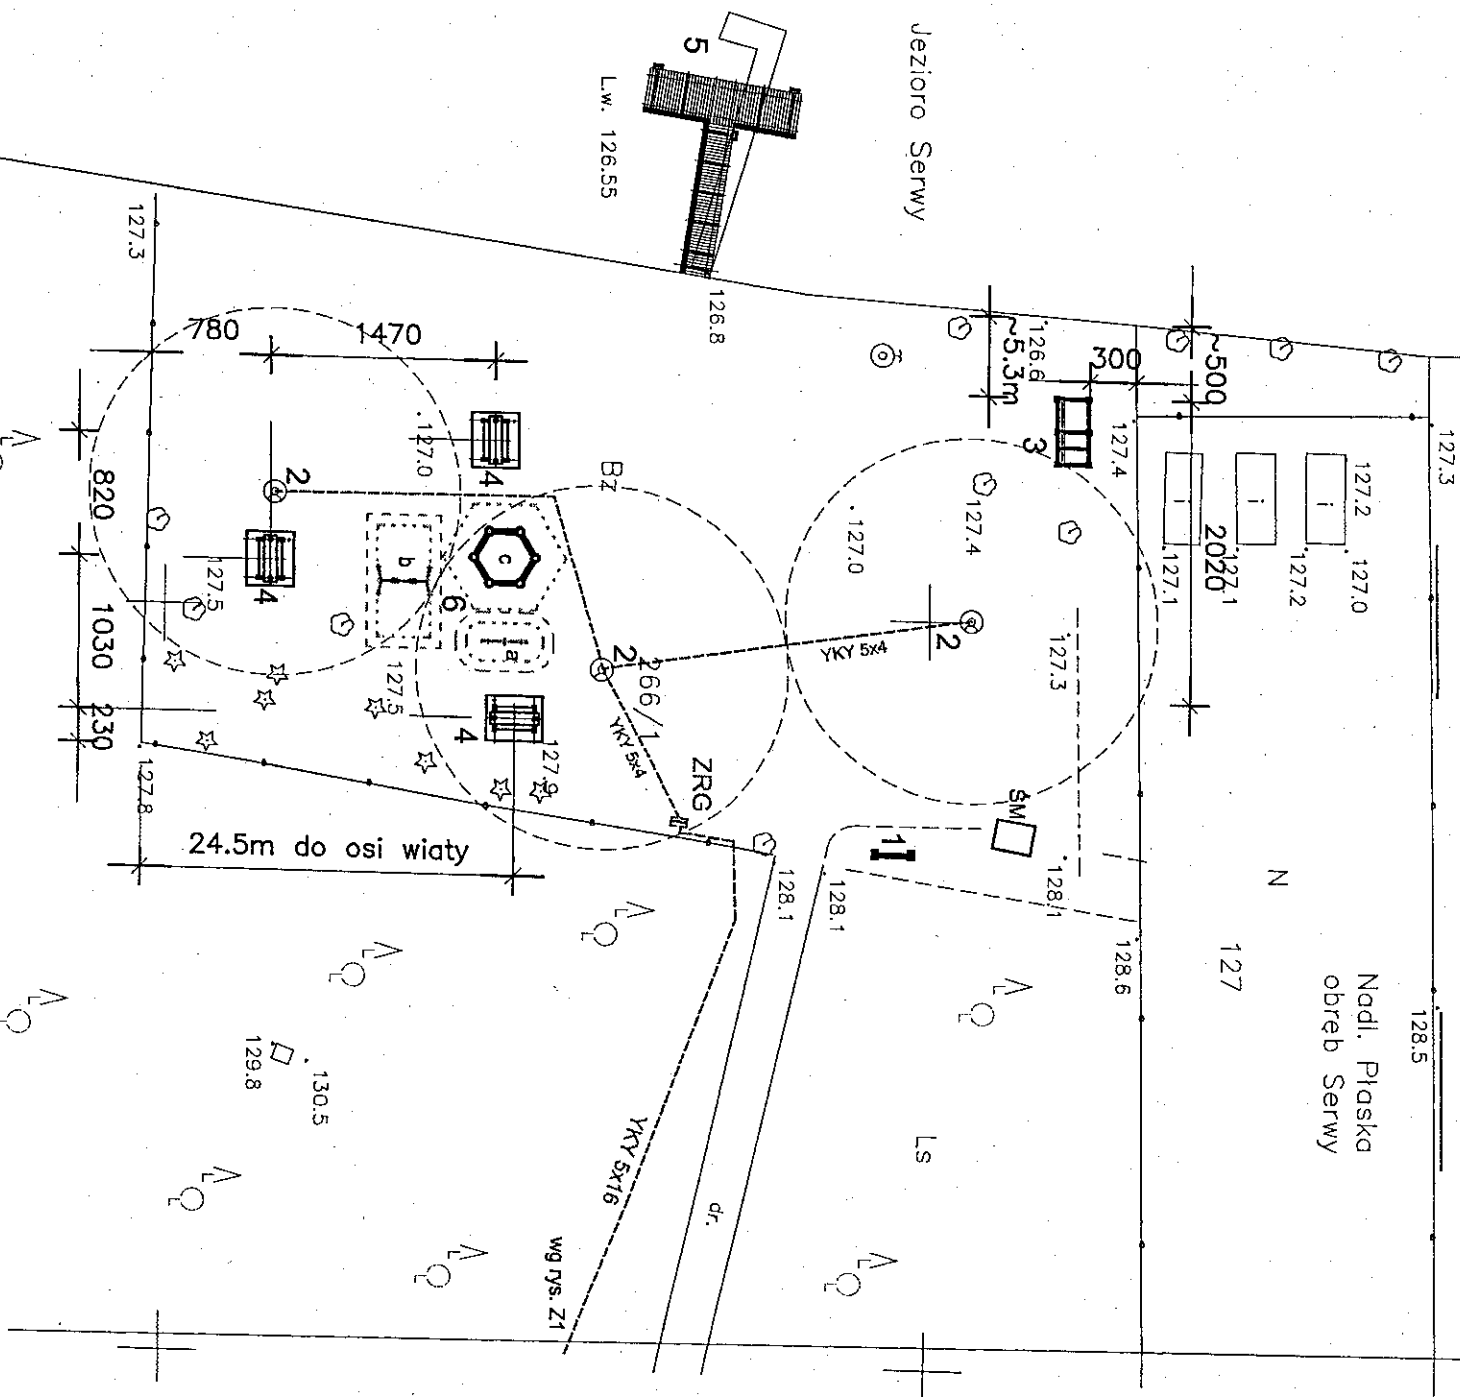 Jezioro Serwy
5
L.w. 126.55
127.3
126.8
126.6
~5.3m
300
~500
780
1470
127.0
4
2
820
4
127.5
1030
230
127.8
b
c
6
a
127.5
4
127.9
Bz
2
266/1
YKY 5x4
YKY 5x4
ZRG
24.5m do osi wiaty
3
127.4
127.4
127.0
2
127.3
i
i
i
127.2
127.3
2020
127.1
127.1
127.2
127.0
ŚM
1
128.1
128.1
128.1
128.6
N
127
Nadl. Płaska
obręb Serwy
128.5
Ls
dr.
YKY 5x16
wg rys. Z1
129.8
130.5
L
L
L
L
L
L
L
L